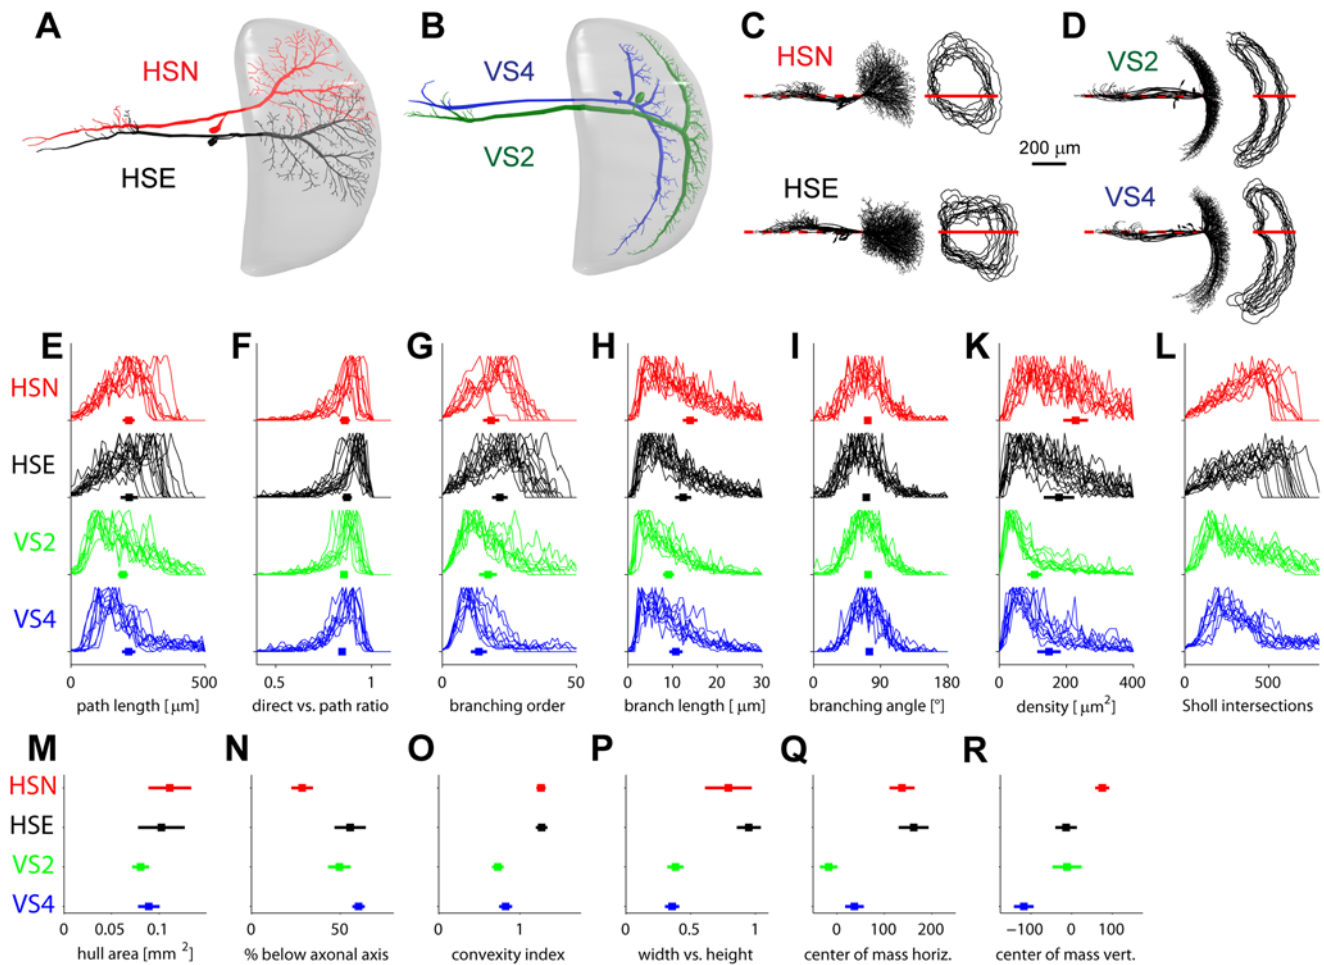 A B C D
HSN
HSE
VS4
VS2
HSN
HSE
200 µm
VS2
VS4
E F G H I K L
HSN
HSE
VS2
VS4
0 500
0.5 1
0 50
0 10 20 30
0 90 180
0 200 400
0 500
path length [ µm]
direct vs. path ratio
branching order
branch length [ µm]
branching angle [°]
density [ µm²]
Sholl intersections
M N O P Q R
HSN
HSE
VS2
VS4
0 0.05 0.1
0 20 40 60
0 1
0 0.5 1
0 100 200
−100 0 100
hull area [mm ²]
% below axonal axis
convexity index
width vs. height
center of mass horiz.
center of mass vert.